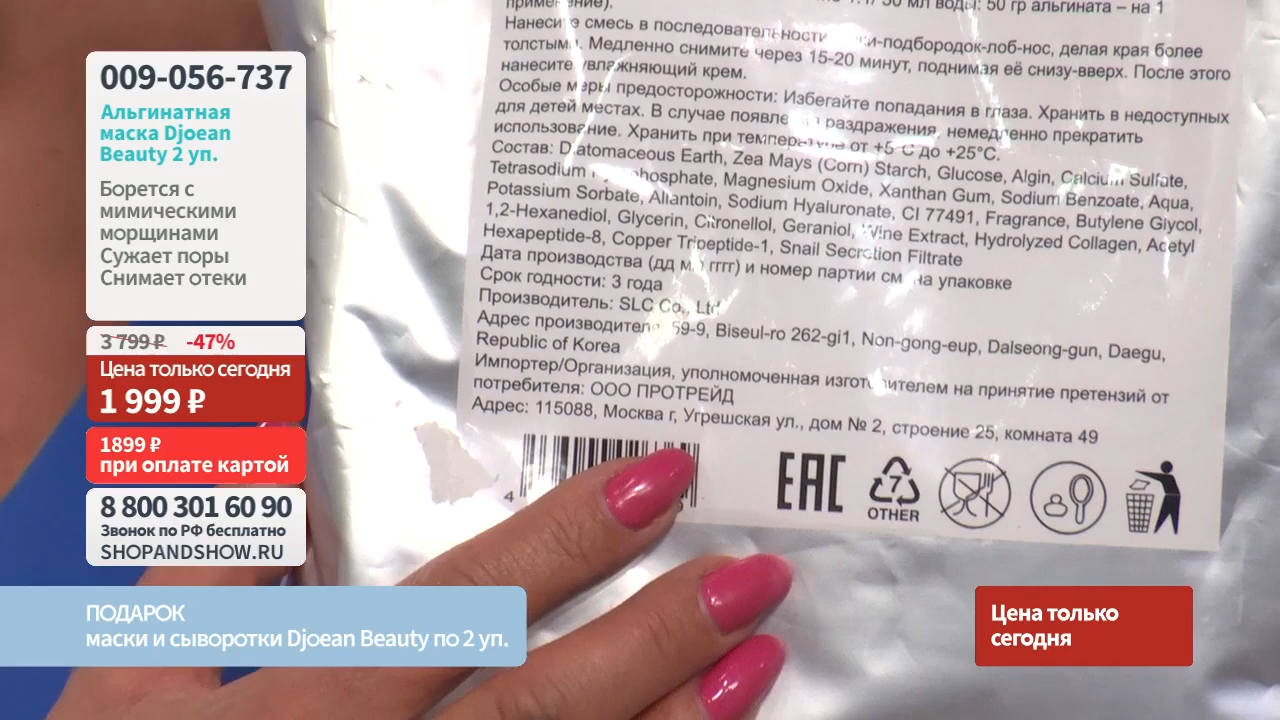 009-056-737
Альгинатная
маска Djoean
Beauty 2 уп.
Борется с
мимическими
морщинами
Сужает поры
Снимает отеки
3 799 ₽ -47%
Цена только сегодня
1 999 ₽
1899 ₽
при оплате картой
8 800 301 60 90
Звонок по РФ бесплатно
SHOPANDSHOW.RU
ПОДАРОК
маски и сыворотки Djoean Beauty по 2 уп.
Цена только
сегодня
50 мл воды: 50 гр альгината – на 1
Нанесите смесь в последовательности -подбородок-лоб-нос, делая края более
толстыми. Медленно снимите через 15-20 минут, поднимая её снизу-вверх. После этого
нанесите увлажняющий крем.
Особые меры предосторожности: Избегайте попадания в глаза. Хранить в недоступных
для детей местах. В случае появления раздражения, немедленно прекратить
использование. Хранить при температуре от +5°C до +25°C.
Состав: Diatomaceous Earth, Zea Mays (Corn) Starch, Glucose, Algin, Calcium Sulfate,
Tetrasodium Magnesium Oxide, Xanthan Gum, Sodium Benzoate, Aqua,
Potassium Sorbate, Allantoin, Sodium Hyaluronate, CI 77491, Fragrance, Butylene Glycol,
1,2-Hexanediol, Glycerin, Citronellol, Geraniol, Wine Extract, Hydrolyzed Collagen, Acetyl
Hexapeptide-8, Copper Tripeptide-1, Snail Secretion Filtrate
Дата производства (дд мм гггг) и номер партии см. на упаковке
Срок годности: 3 года
Производитель: SLC Co., Ltd
Адрес производителя: 59-9, Biseul-ro 262-gi1, Non-gong-eup, Dalseong-gun, Daegu,
Republic of Korea
Импортер/Организация, уполномоченная изготовителем на принятие претензий от
потребителя: ООО ПРОТРЕЙД
Адрес: 115088, Москва г, Угрешская ул., дом № 2, строение 25, комната 49
4
EAC
7
OTHER